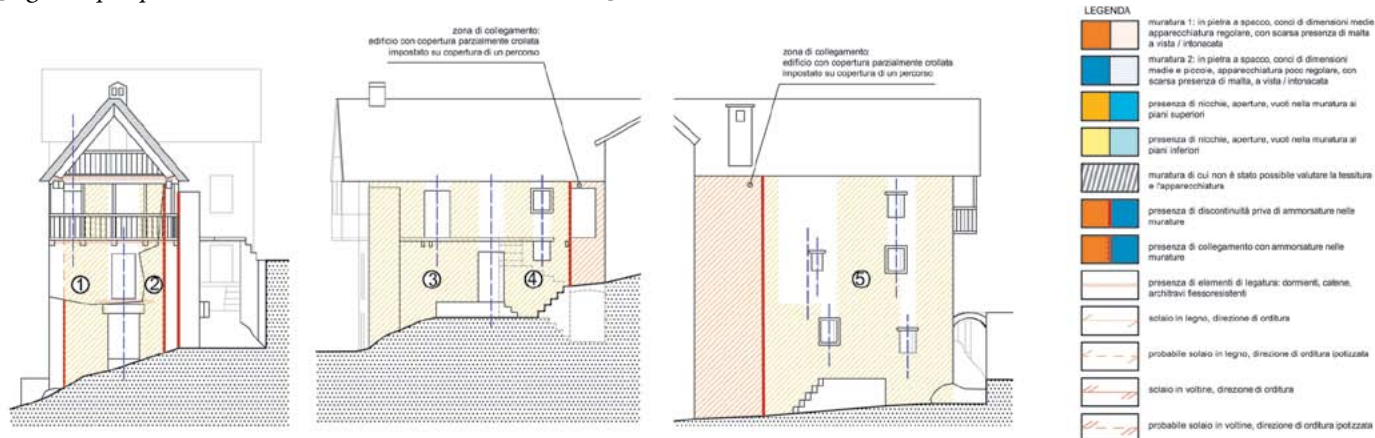 zona di collegamento:
edificio con copertura parzialmente crollata
impostato su copertura di un percorso
zona di collegamento:
edificio con copertura parzialmente crollata
impostato su copertura di un percorso
1
2
3
4
5
LEGENDA
muratura 1: in pietra a spacco, conci di dimensioni medie
apparecchiatura regolare, con scarsa presenza di malta
a vista / intonacata
muratura 2: in pietra a spacco, conci di dimensioni
medie e piccole, apparecchiatura poco regolare, con
scarsa presenza di malta, a vista / intonacata
presenza di nicchie, aperture, vuoti nella muratura ai
piani superiori
presenza di nicchie, aperture, vuoti nella muratura ai
piani inferiori
muratura di cui non è stato possibile valutare la tessitura
e l'apparecchiatura
presenza di discontinuità priva di ammorsature nelle
murature
presenza di collegamento con ammorsature nelle
murature
presenza di elementi di legatura: dormienti, catene,
architravi flessoresistenti
solaio in legno, direzione di orditura
probabile solaio in legno, direzione di orditura ipotizzata
solaio in voltine, direzione di orditura
probabile solaio in voltine, direzione di orditura ipotizzata